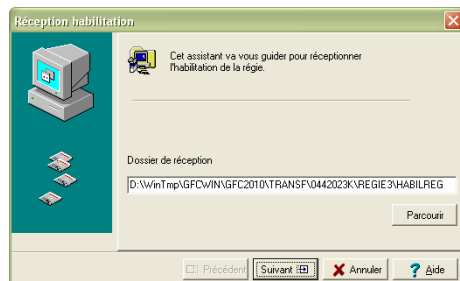 Réception habilitation
Cet assistant va vous guider pour réceptionner
l'habilitation de la régie.
Dossier de réception
D:\WinTmp\GFCWIN\GFC2010\TRANSF\0442023K\REGIE3\HABILREG
Parcourir
Précédent
Suivant
Annuler
Aide